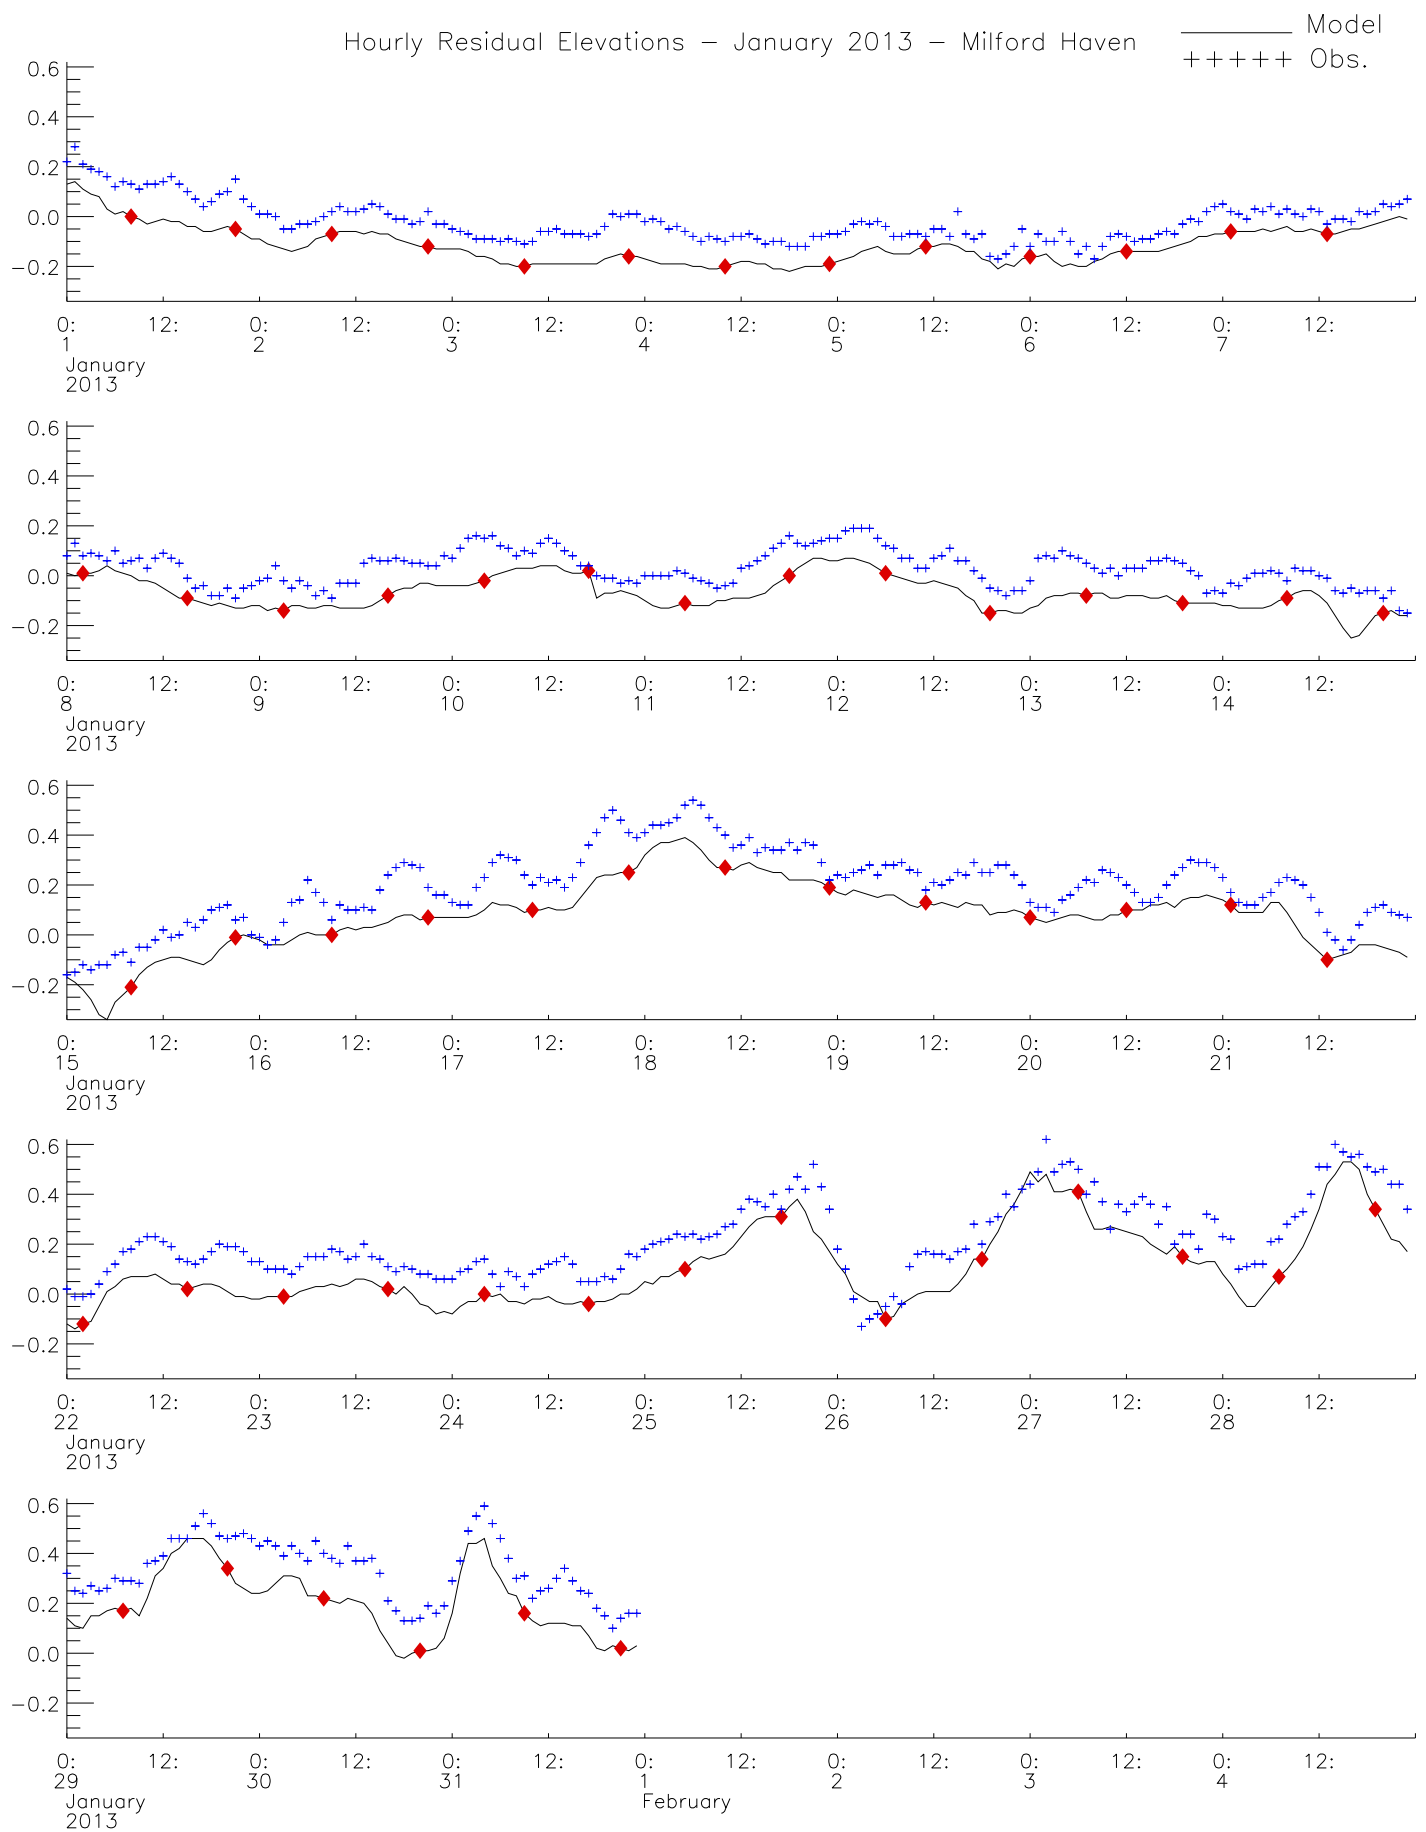 Hourly Residual Elevations − January 2013 − Milford Haven
Model
+++++ Obs.
0.6
0.4
0.2
0.0
−0.2
0: 12: 0: 12: 0: 12: 0: 12: 0: 12: 0: 12: 0: 12:
1 2 3 4 5 6 7
January
2013
0.6
0.4
0.2
0.0
−0.2
0: 12: 0: 12: 0: 12: 0: 12: 0: 12: 0: 12: 0: 12:
8 9 10 11 12 13 14
January
2013
0.6
0.4
0.2
0.0
−0.2
0: 12: 0: 12: 0: 12: 0: 12: 0: 12: 0: 12: 0: 12:
15 16 17 18 19 20 21
January
2013
0.6
0.4
0.2
0.0
−0.2
0: 12: 0: 12: 0: 12: 0: 12: 0: 12: 0: 12: 0: 12:
22 23 24 25 26 27 28
January
2013
0.6
0.4
0.2
0.0
−0.2
0: 12: 0: 12: 0: 12: 0: 12: 0: 12: 0: 12: 0: 12:
29 30 31 1 2 3 4
January February
2013